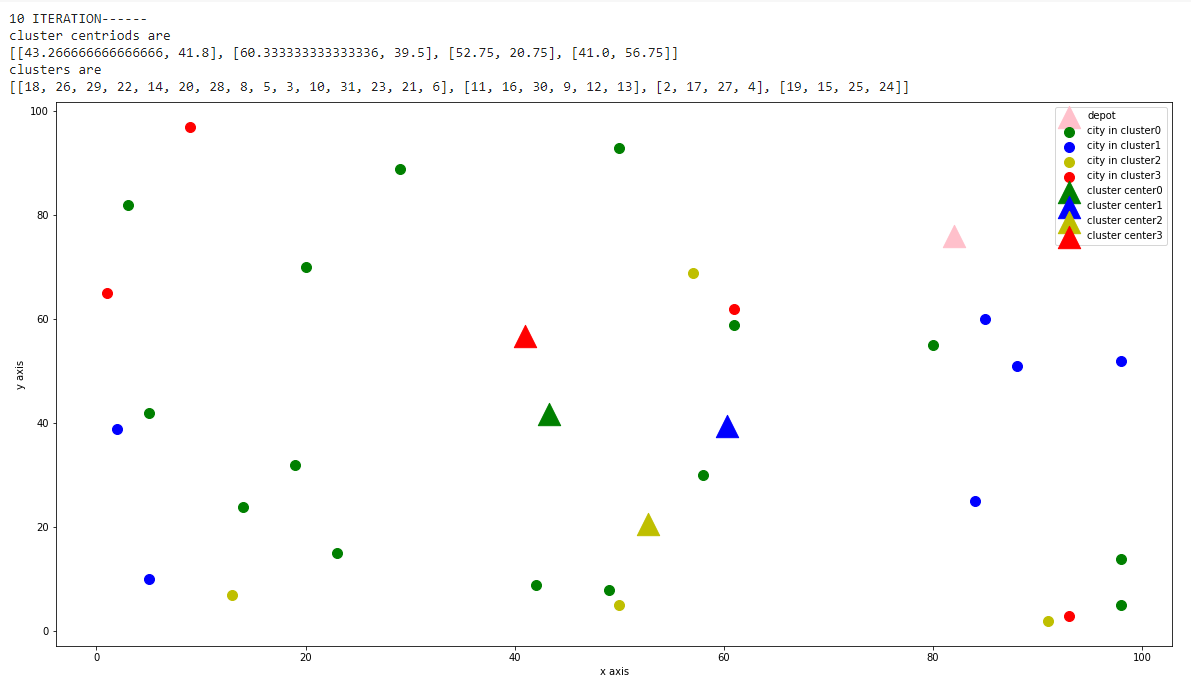 10 ITERATION------
cluster centriods are
[[43.266666666666666, 41.8], [60.333333333333336, 39.5], [52.75, 20.75], [41.0, 56.75]]
clusters are
[[18, 26, 29, 22, 14, 20, 28, 8, 5, 3, 10, 31, 23, 21, 6], [11, 16, 30, 9, 12, 13], [2, 17, 27, 4], [19, 15, 25, 24]]
depot
city in cluster0
city in cluster1
city in cluster2
city in cluster3
cluster center0
cluster center1
cluster center2
cluster center3
100
80
60
40
20
0
y axis
0 20 40 60 80 100
x axis